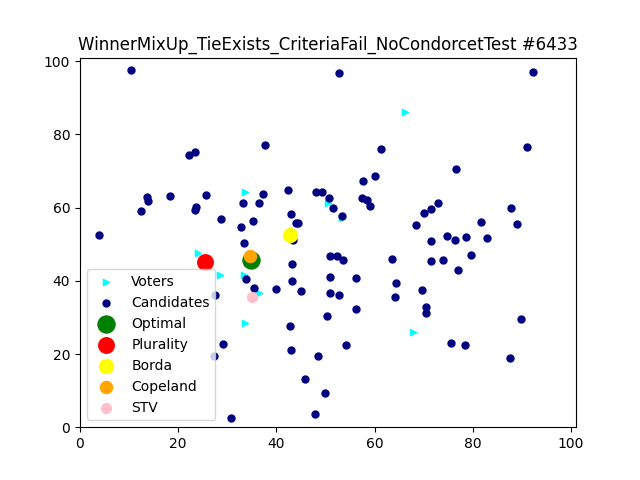 WinnerMixUp_TieExists_CriteriaFail_NoCondorcetTest #6433
100
80
60
40
20
0
Voters
Candidates
Optimal
Plurality
Borda
Copeland
STV
0 20 40 60 80 100